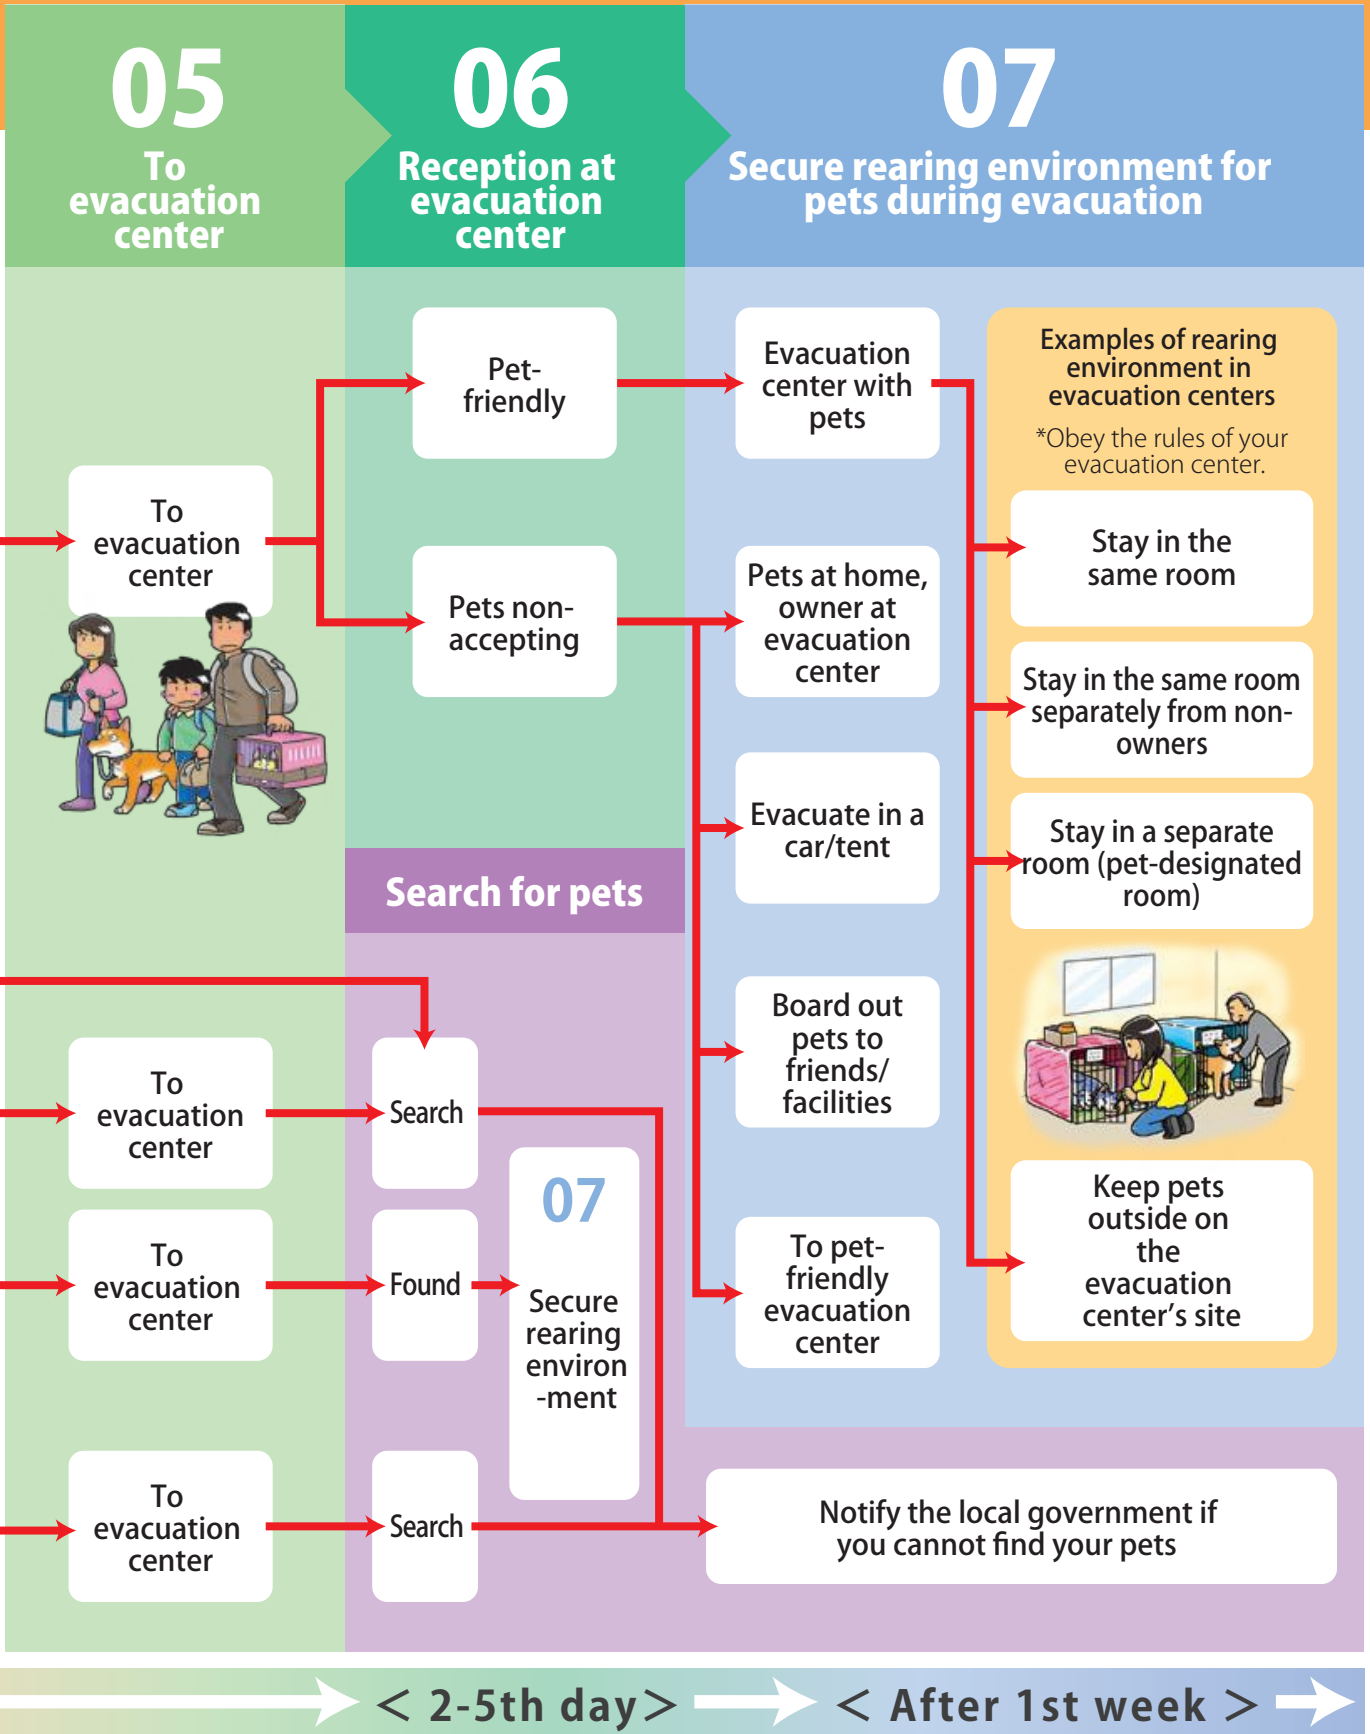 05
To
evacuation
center
06
Reception at
evacuation
center
07
Secure rearing environment for
pets during evacuation
To
evacuation
center
Pet-
friendly
Pets non-
accepting
Evacuation
center with
pets
Pets at home,
owner at
evacuation
center
Evacuate in a
car/tent
Board out
pets to
friends/
facilities
To pet-
friendly
evacuation
center
Examples of rearing
environment in
evacuation centers
*Obey the rules of your
evacuation center.
Stay in the
same room
Stay in the same room
separately from non-
owners
Stay in a separate
room (pet-designated
room)
Keep pets
outside on
the
evacuation
center's site
Search for pets
To
evacuation
center
Search
To
evacuation
center
Found
07
Secure
rearing
environ
-ment
To
evacuation
center
Search
Notify the local government if
you cannot find your pets
< 2-5th day >
< After 1st week >